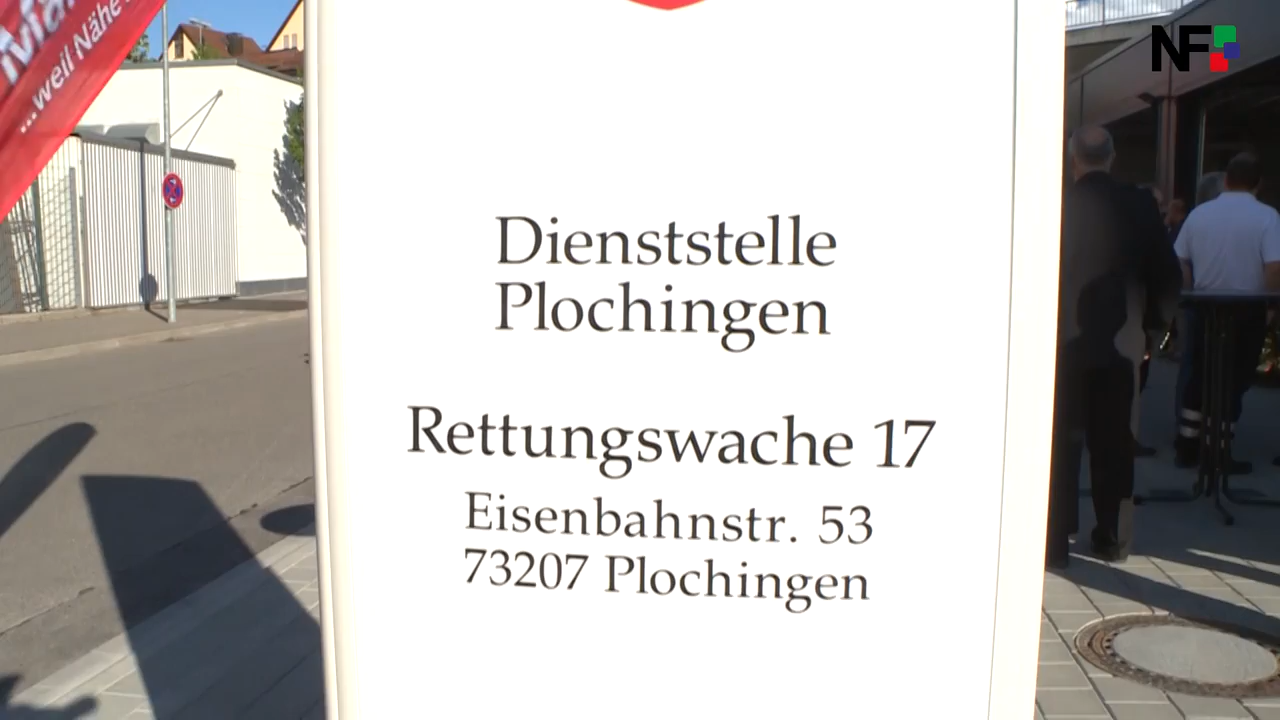 ...weil Nähe
NF
Dienststelle
Plochingen
Rettungswache 17
Eisenbahnstr. 53
73207 Plochingen